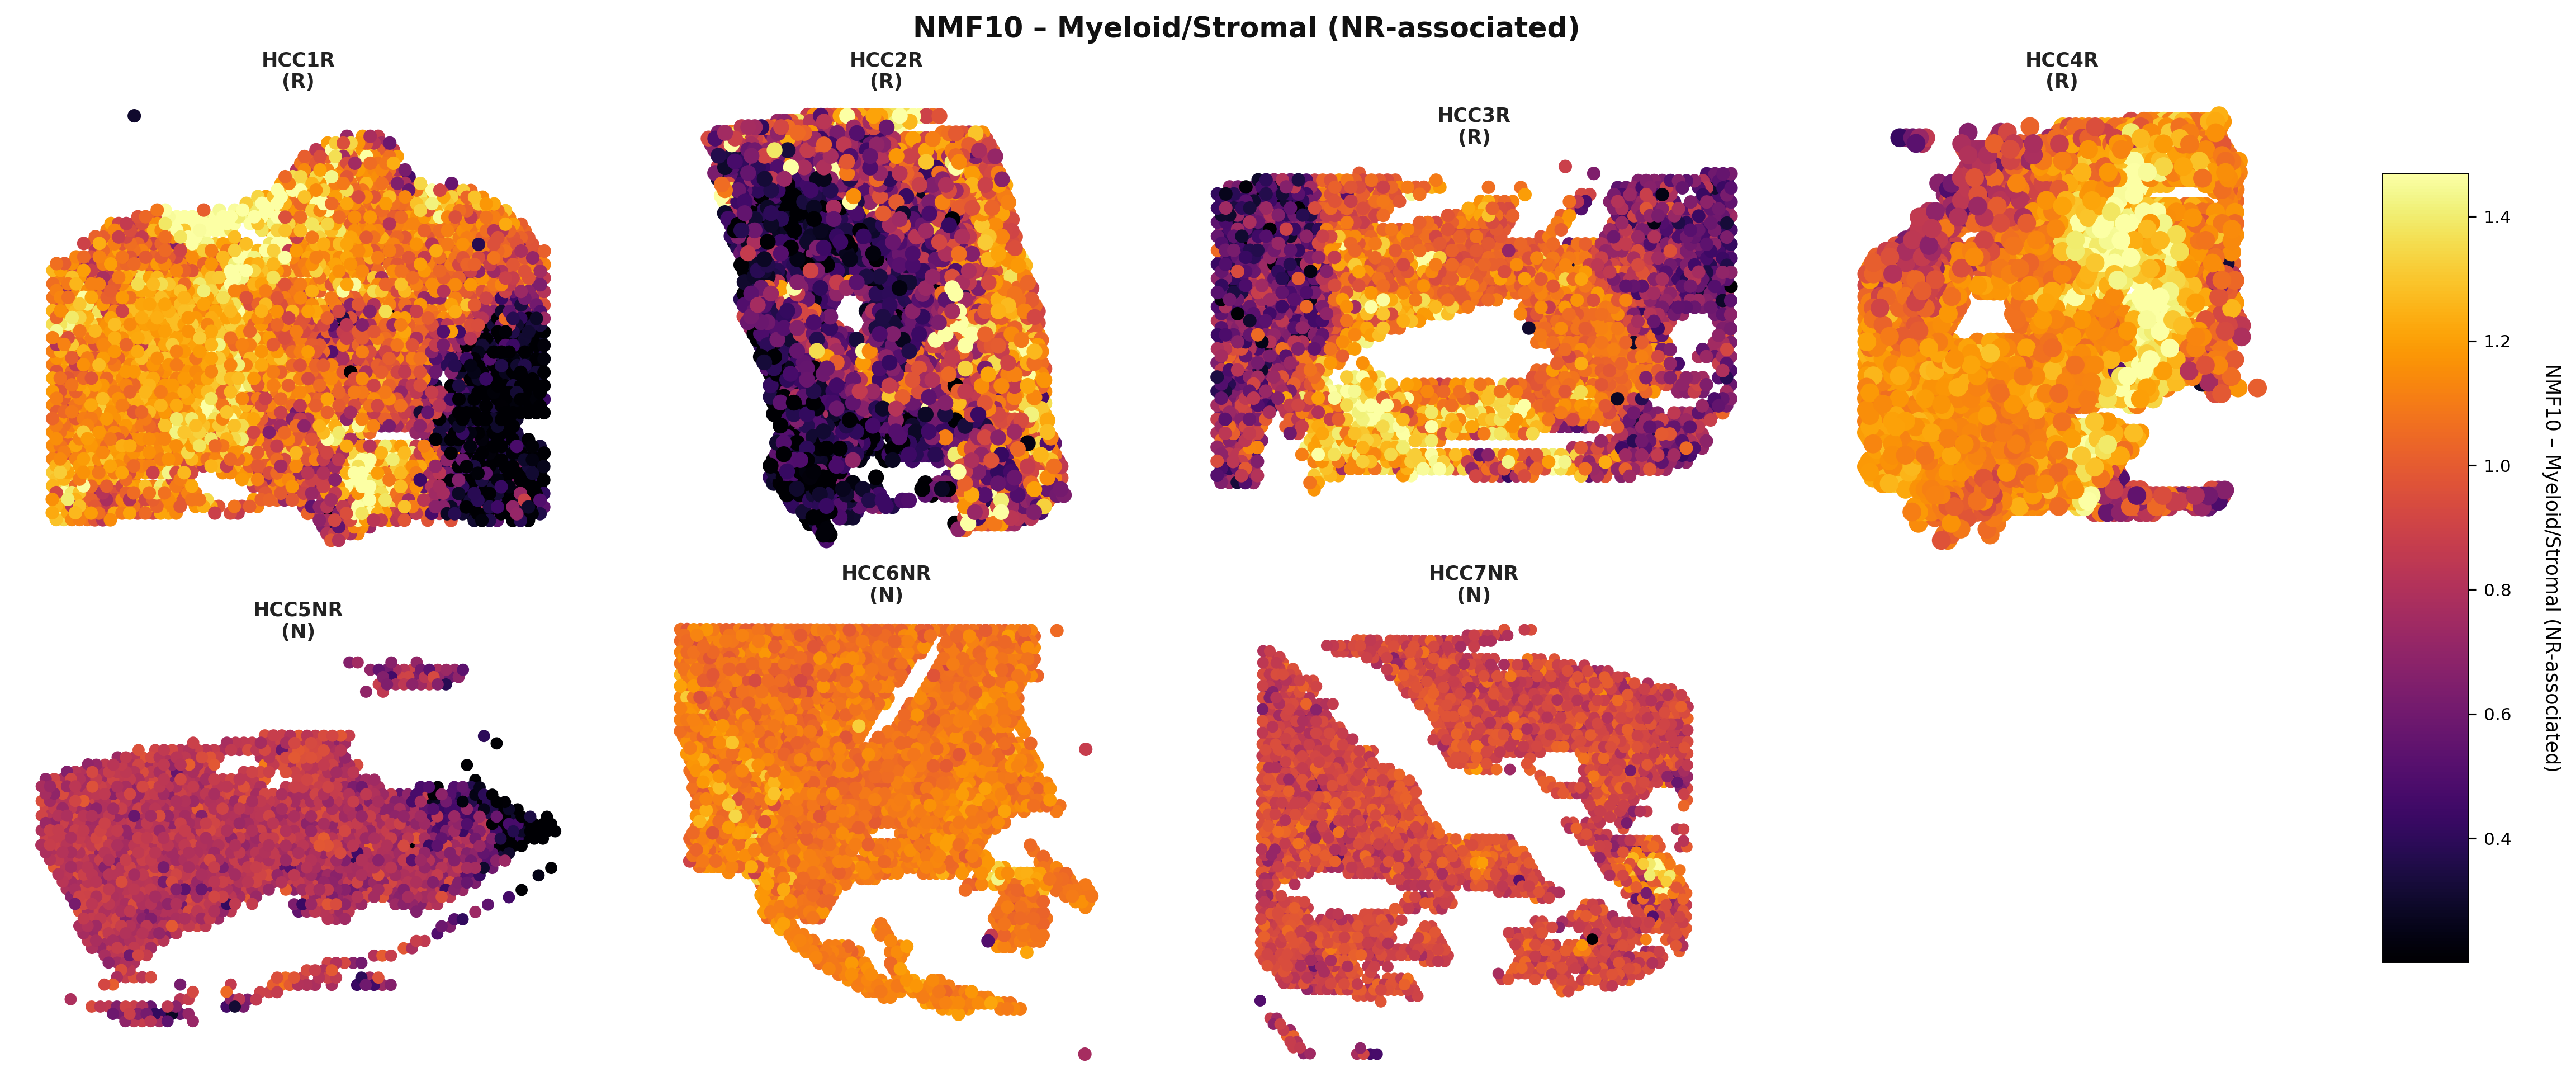 NMF10 – Myeloid/Stromal (NR-associated)
HCC1R
(R)
HCC2R
(R)
HCC3R
(R)
HCC4R
(R)
HCC5NR
(N)
HCC6NR
(N)
HCC7NR
(N)
1.4
1.2
1.0
0.8
0.6
0.4
NMF10 – Myeloid/Stromal (NR-associated)